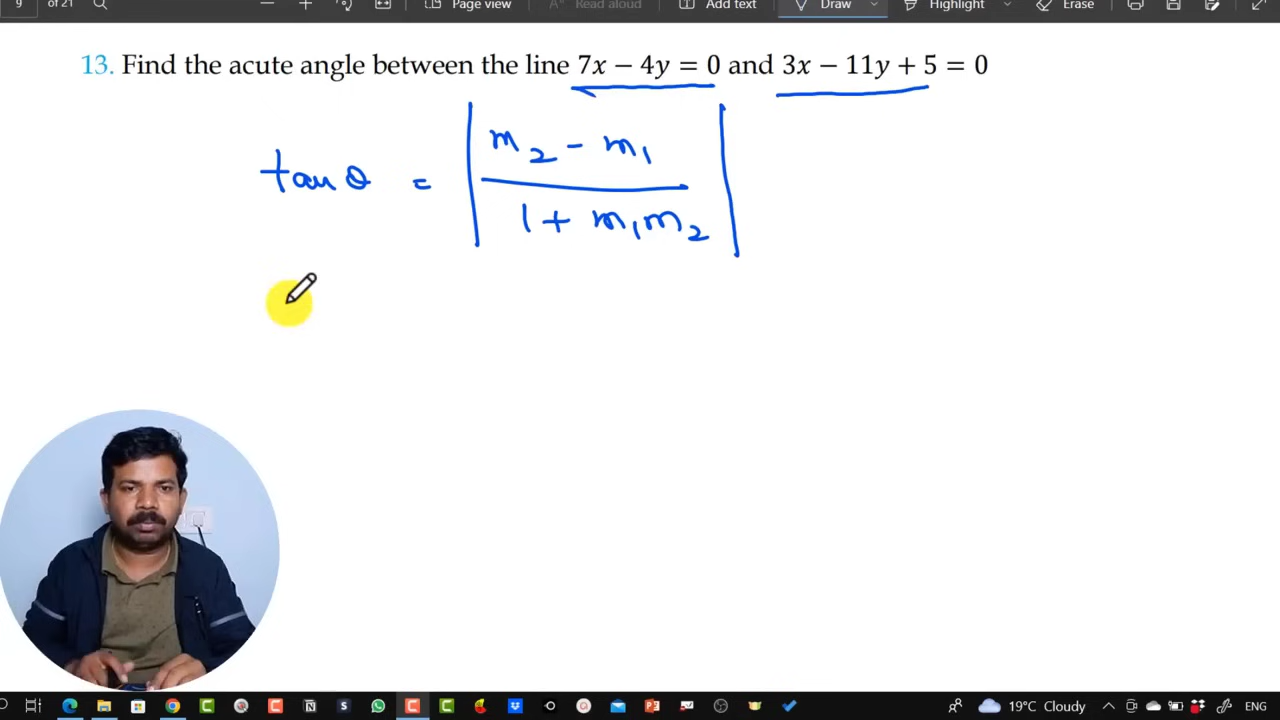 9 of 21 Page view Read aloud Add text Draw Highlight Erase
13. Find the acute angle between the line 7x − 4y = 0 and 3x − 11y + 5 = 0
tan θ = | m₂ − m₁ / 1 + m₁m₂ |
19°C Cloudy ENG